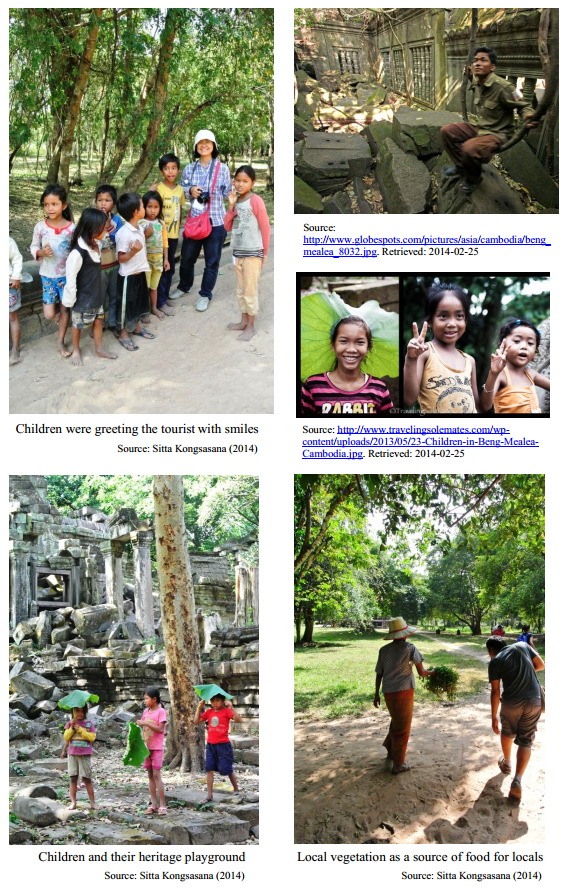 Source:
http://www.globespots.com/pictures/asia/cambodia/beng_
mealea_8032.jpg. Retrieved: 2014-02-25
Children were greeting the tourist with smiles
Source: Sitta Kongsasana (2014)
Source: http://www.travelingsolemates.com/wp-
content/uploads/2013/05/23-Children-in-Beng-Mealea-
Cambodia.jpg. Retrieved: 2014-02-25
Children and their heritage playground
Source: Sitta Kongsasana (2014)
Local vegetation as a source of food for locals
Source: Sitta Kongsasana (2014)